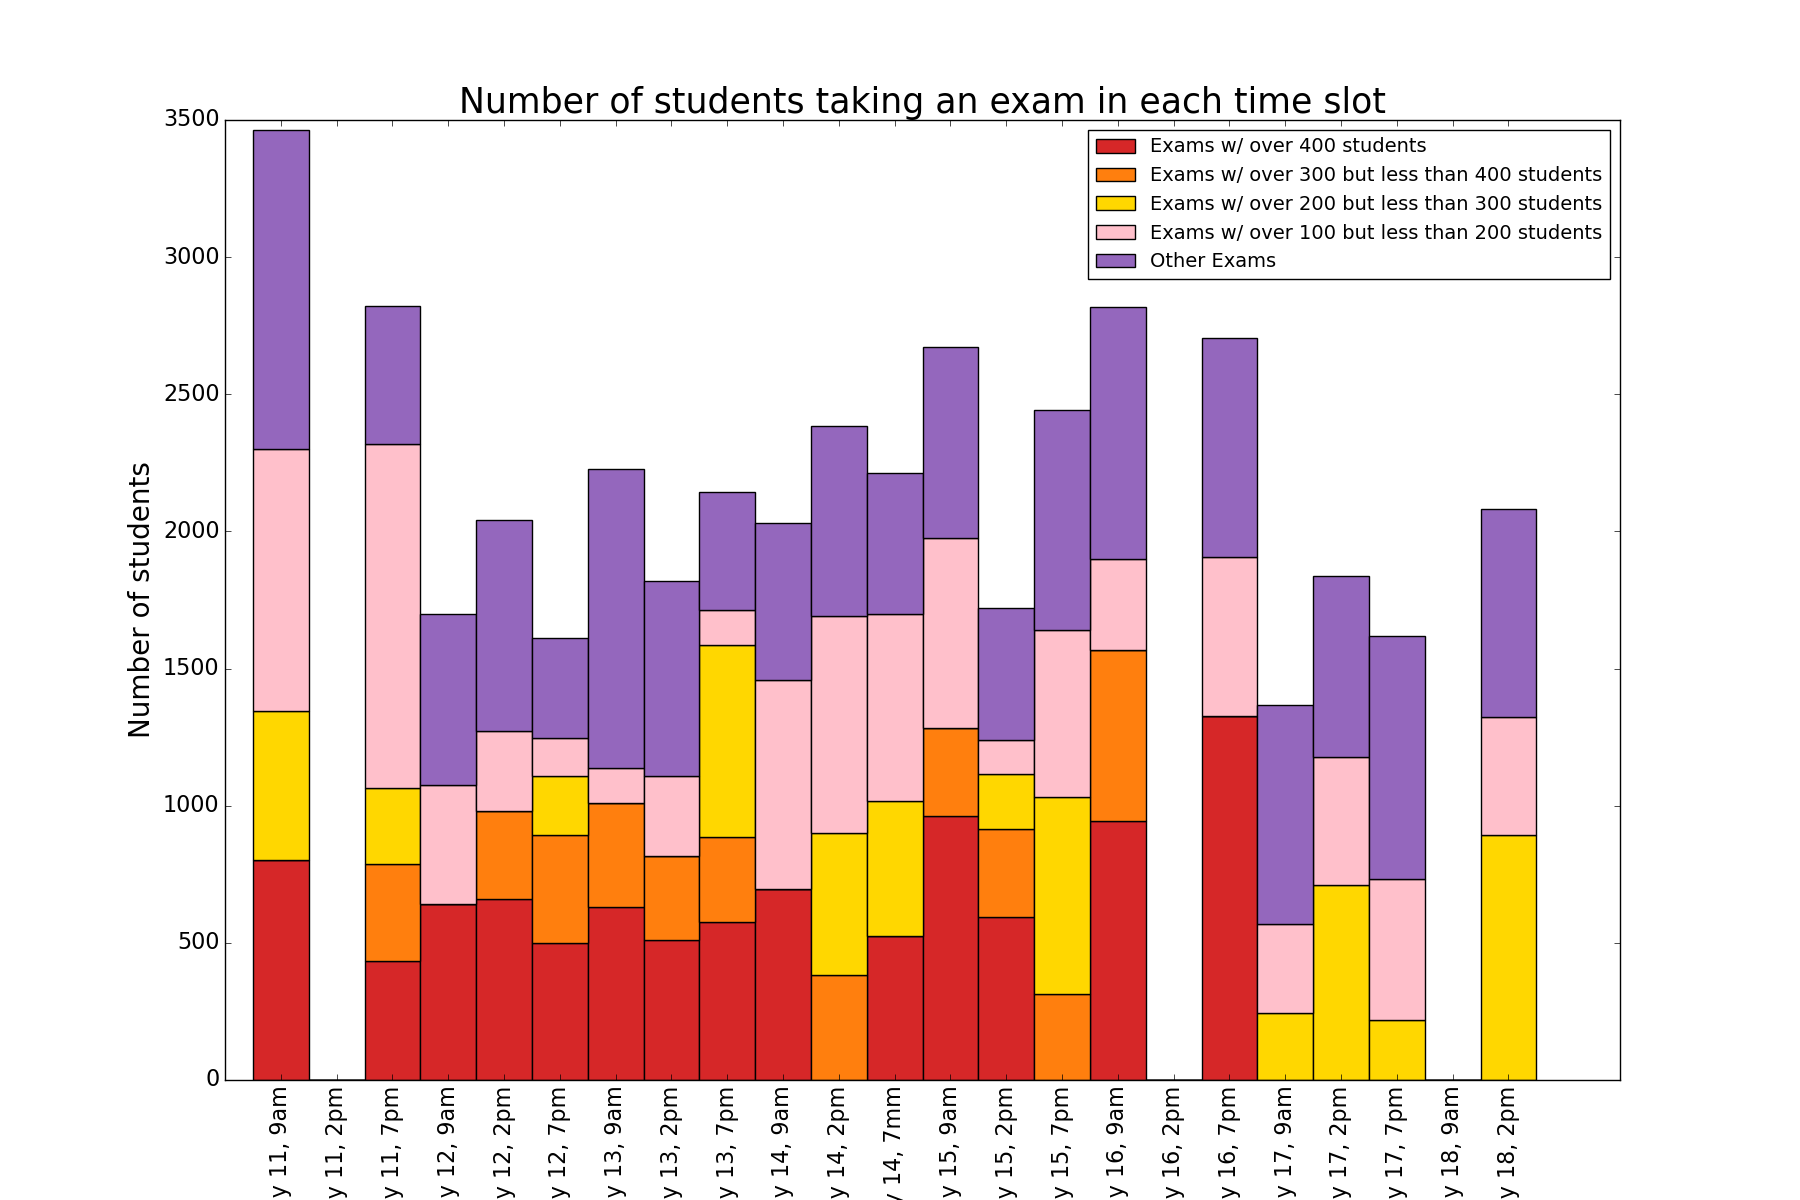 Number of students taking an exam in each time slot
3500
3000
2500
2000
1500
1000
500
0
Number of students
Exams w/ over 400 students
Exams w/ over 300 but less than 400 students
Exams w/ over 200 but less than 300 students
Exams w/ over 100 but less than 200 students
Other Exams
y 11, 9am
y 11, 2pm
y 11, 7pm
y 12, 9am
y 12, 2pm
y 12, 7pm
y 13, 9am
y 13, 2pm
y 13, 7pm
y 14, 9am
y 14, 2pm
y 14, 7mm
y 15, 9am
y 15, 2pm
y 15, 7pm
y 16, 9am
y 16, 2pm
y 16, 7pm
y 17, 9am
y 17, 2pm
y 17, 7pm
y 18, 9am
y 18, 2pm